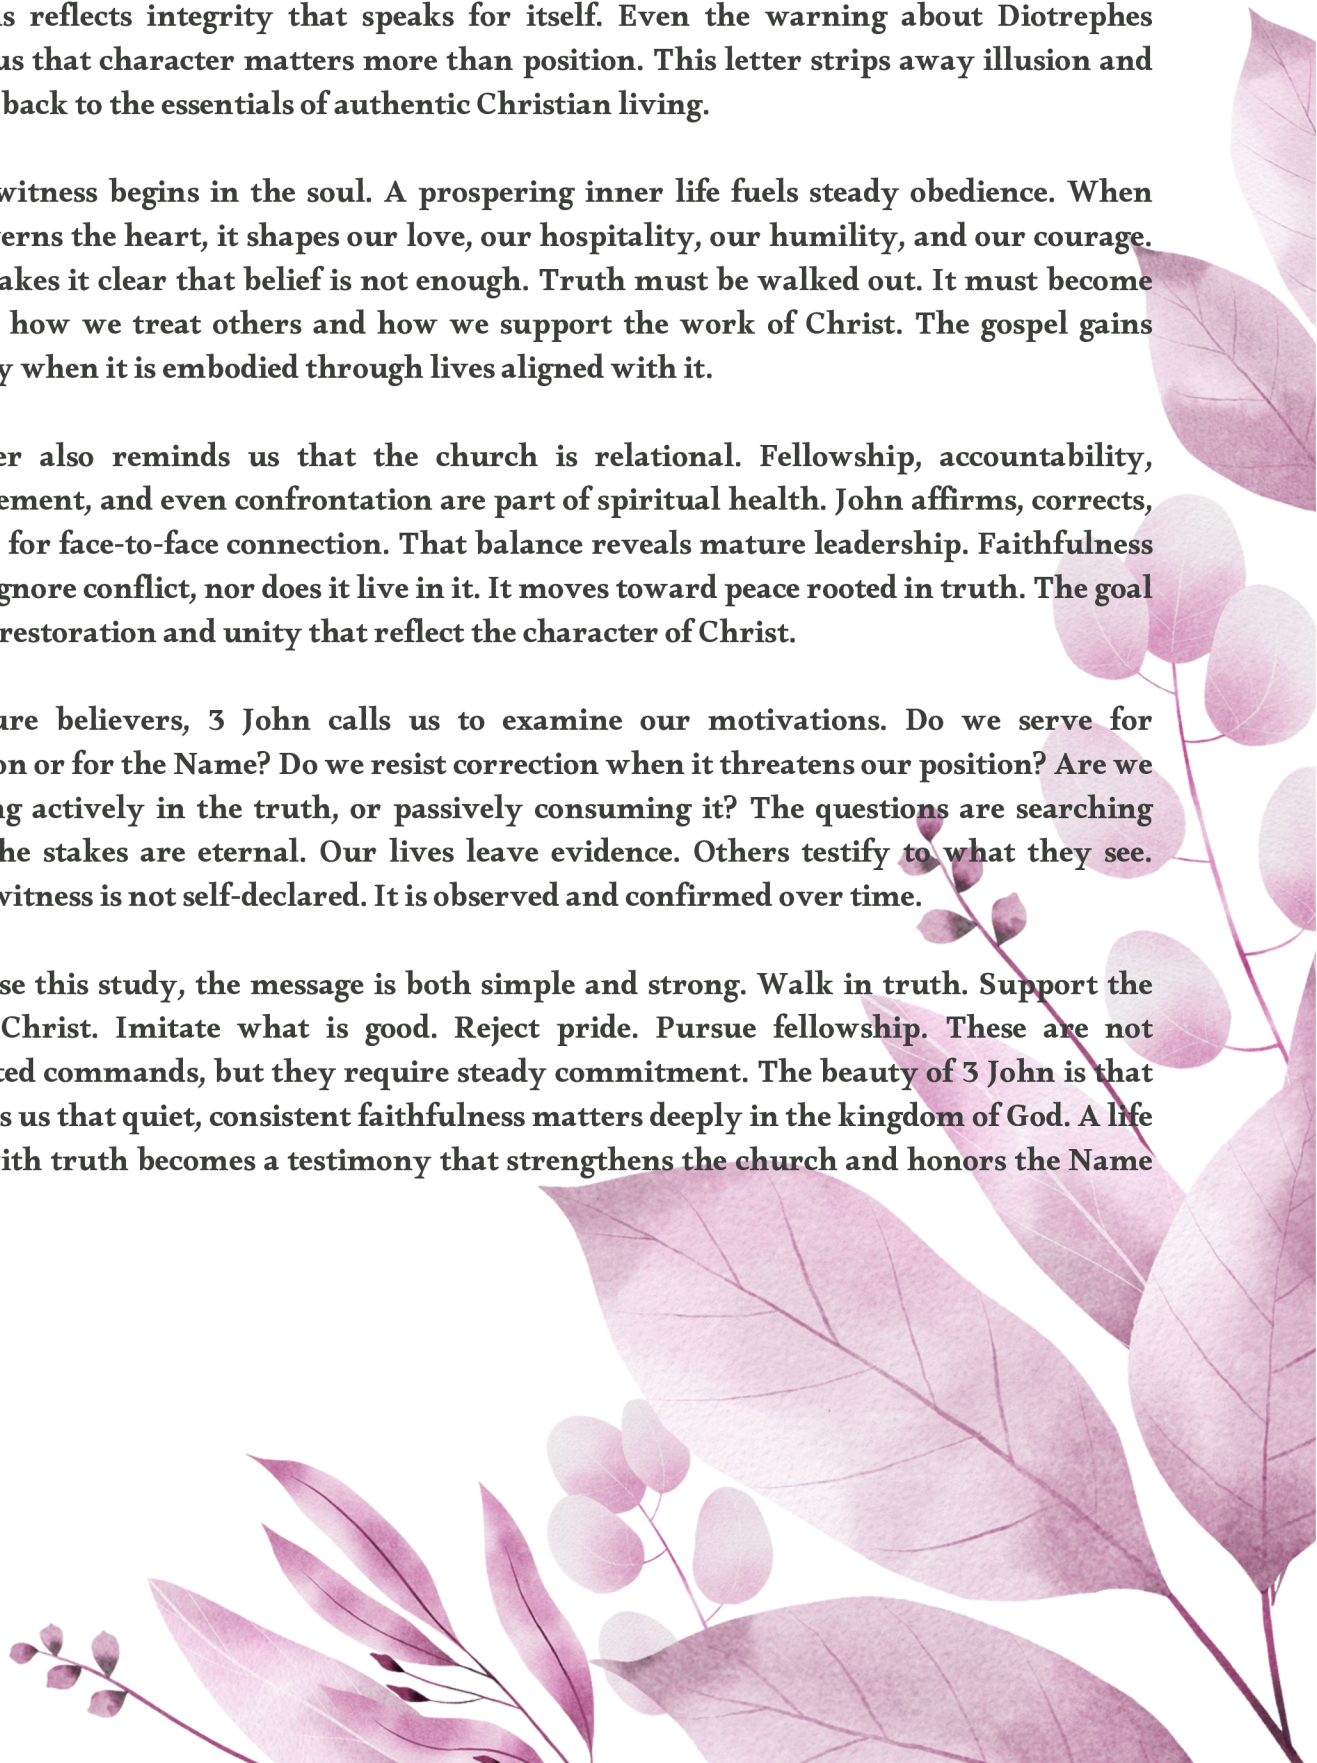 s reflects integrity that speaks for itself. Even the warning about Diotrephes
us that character matters more than position. This letter strips away illusion and
back to the essentials of authentic Christian living.
witness begins in the soul. A prospering inner life fuels steady obedience. When
erns the heart, it shapes our love, our hospitality, our humility, and our courage.
akes it clear that belief is not enough. Truth must be walked out. It must become
how we treat others and how we support the work of Christ. The gospel gains
y when it is embodied through lives aligned with it.
er also reminds us that the church is relational. Fellowship, accountability,
ement, and even confrontation are part of spiritual health. John affirms, corrects,
for face-to-face connection. That balance reveals mature leadership. Faithfulness
gnore conflict, nor does it live in it. It moves toward peace rooted in truth. The goal
restoration and unity that reflect the character of Christ.
ure believers, 3 John calls us to examine our motivations. Do we serve for
on or for the Name? Do we resist correction when it threatens our position? Are we
ng actively in the truth, or passively consuming it? The questions are searching
he stakes are eternal. Our lives leave evidence. Others testify to what they see.
witness is not self-declared. It is observed and confirmed over time.
se this study, the message is both simple and strong. Walk in truth. Support the
Christ. Imitate what is good. Reject pride. Pursue fellowship. These are not
ted commands, but they require steady commitment. The beauty of 3 John is that
s us that quiet, consistent faithfulness matters deeply in the kingdom of God. A life
ith truth becomes a testimony that strengthens the church and honors the Name